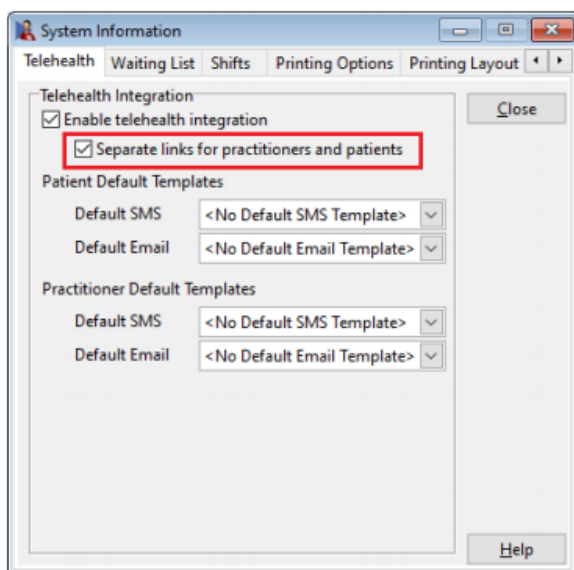 System Information
Telehealth Waiting List Shifts Printing Options Printing Layout
Telehealth Integration
Close
Enable telehealth integration
Separate links for practitioners and patients
Patient Default Templates
Default SMS <No Default SMS Template>
Default Email <No Default Email Template>
Practitioner Default Templates
Default SMS <No Default SMS Template>
Default Email <No Default Email Template>
Help